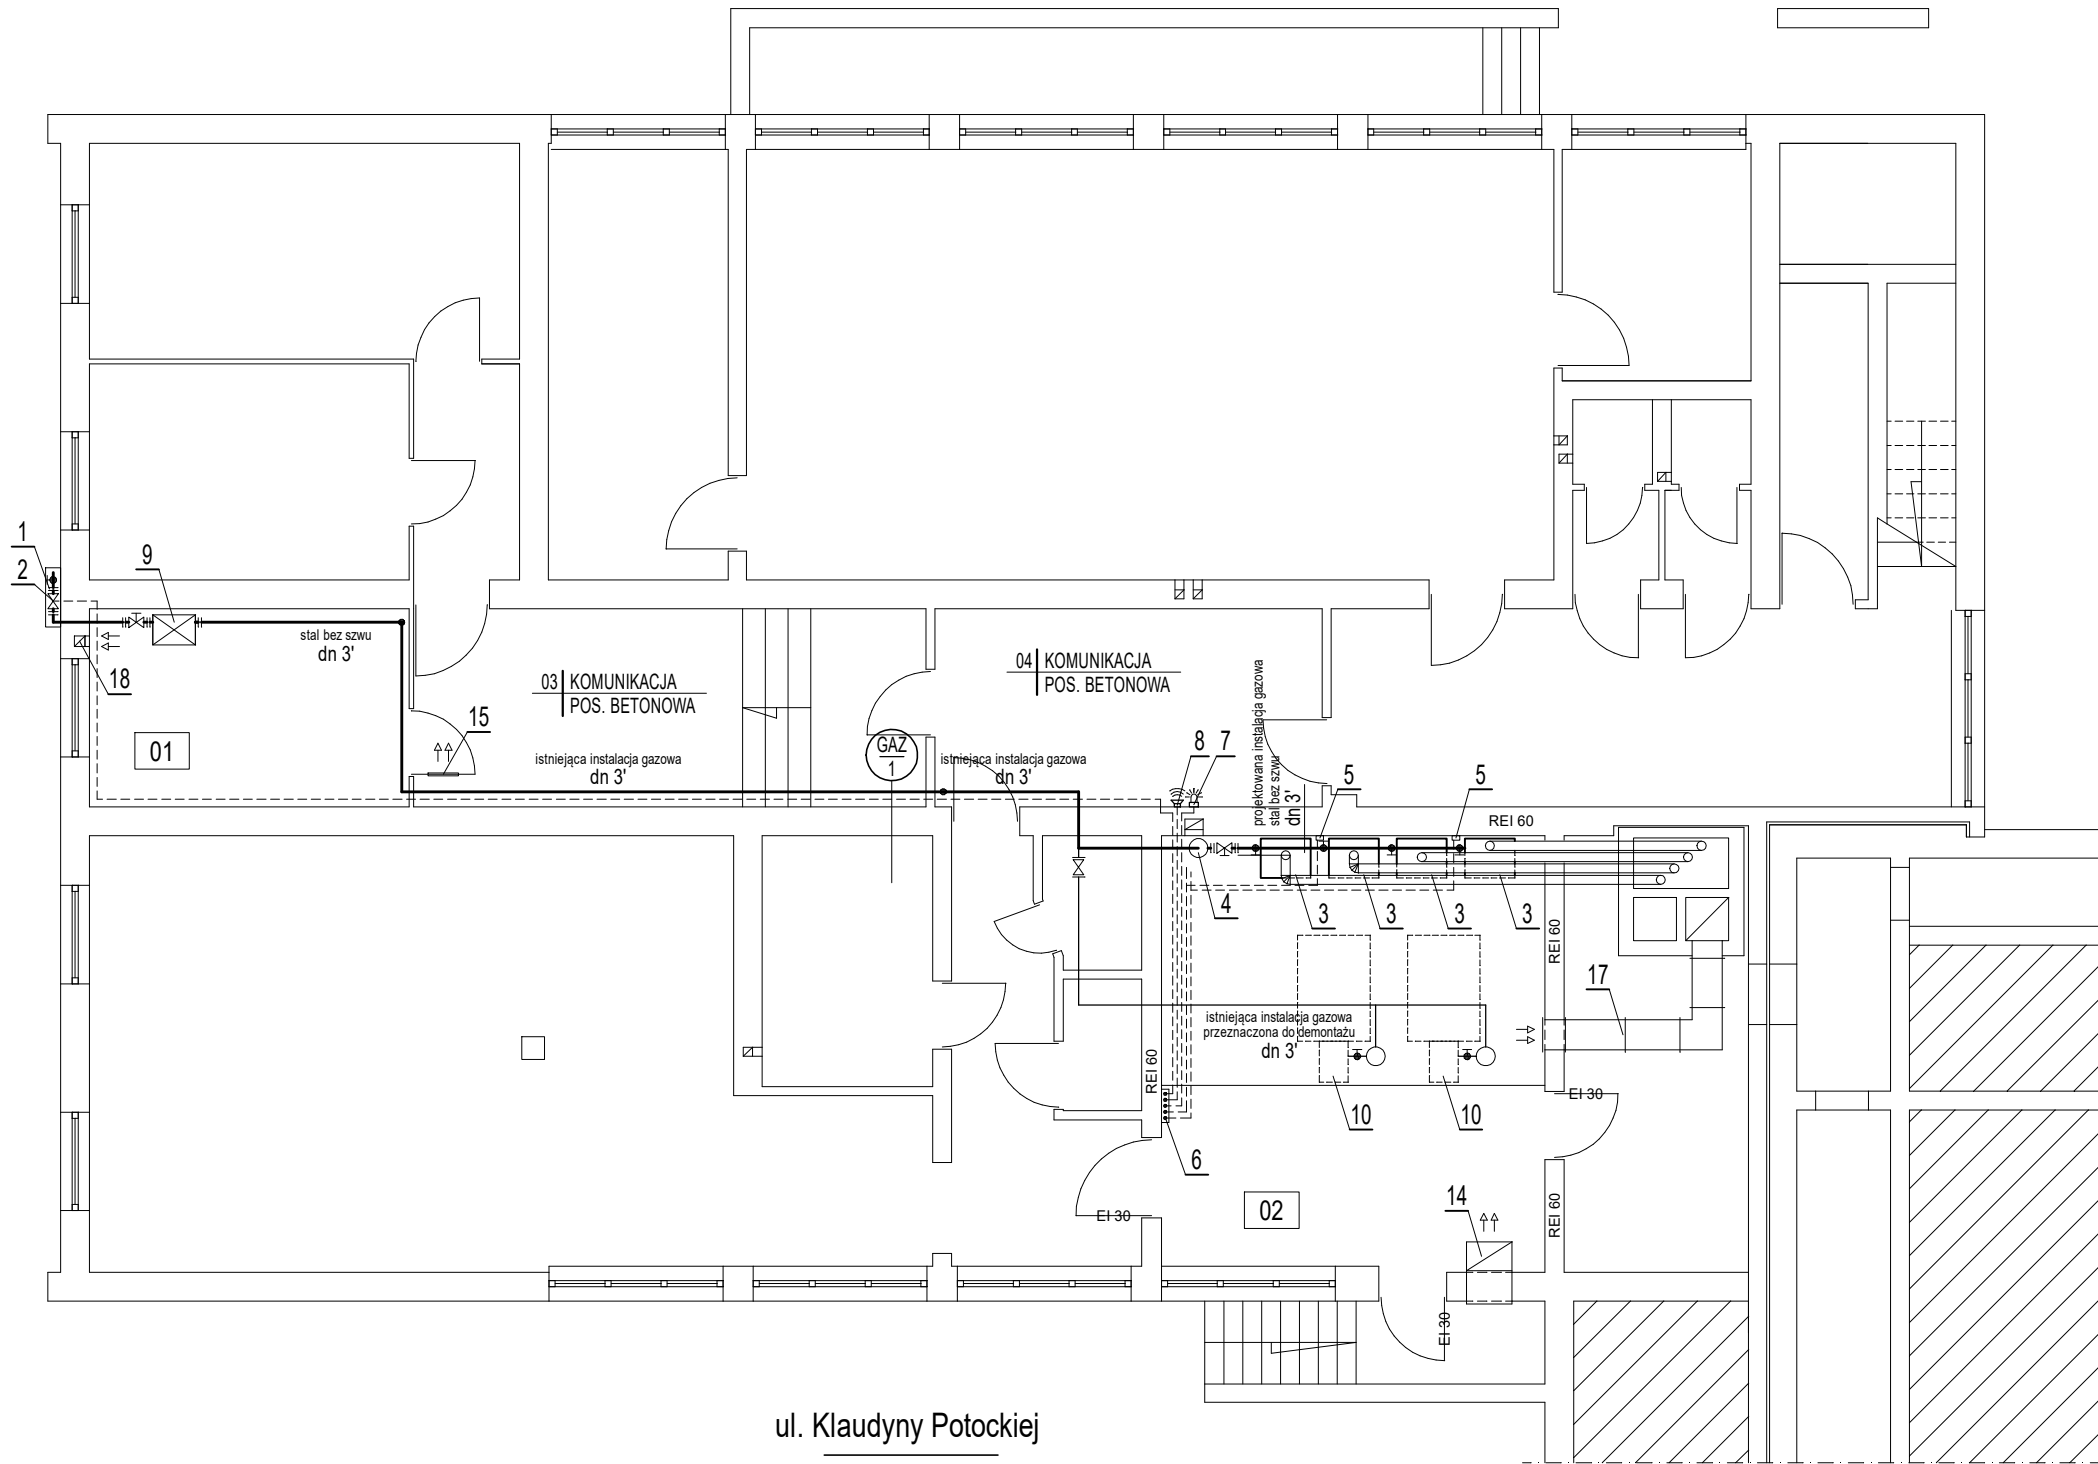 1
2
9
stal bez szwu
dn 3'
18
01
15
03 KOMUNIKACJA
POS. BETONOWA
04 KOMUNIKACJA
POS. BETONOWA
istniejąca instalacja gazowa
dn 3'
GAZ
1
istniejąca instalacja gazowa
dn 3'
8
7
projektowana instalacja gazowa
stal bez szwu
dn 3'
5
5
REI 60
4
3
3
3
3
REI 60
17
istniejąca instalacja gazowa
przeznaczona do demontażu
dn 3'
REI 60
EI 30
10
10
6
EI 30
02
14
REI 60
EI 30
ul. Klaudyny Potockiej